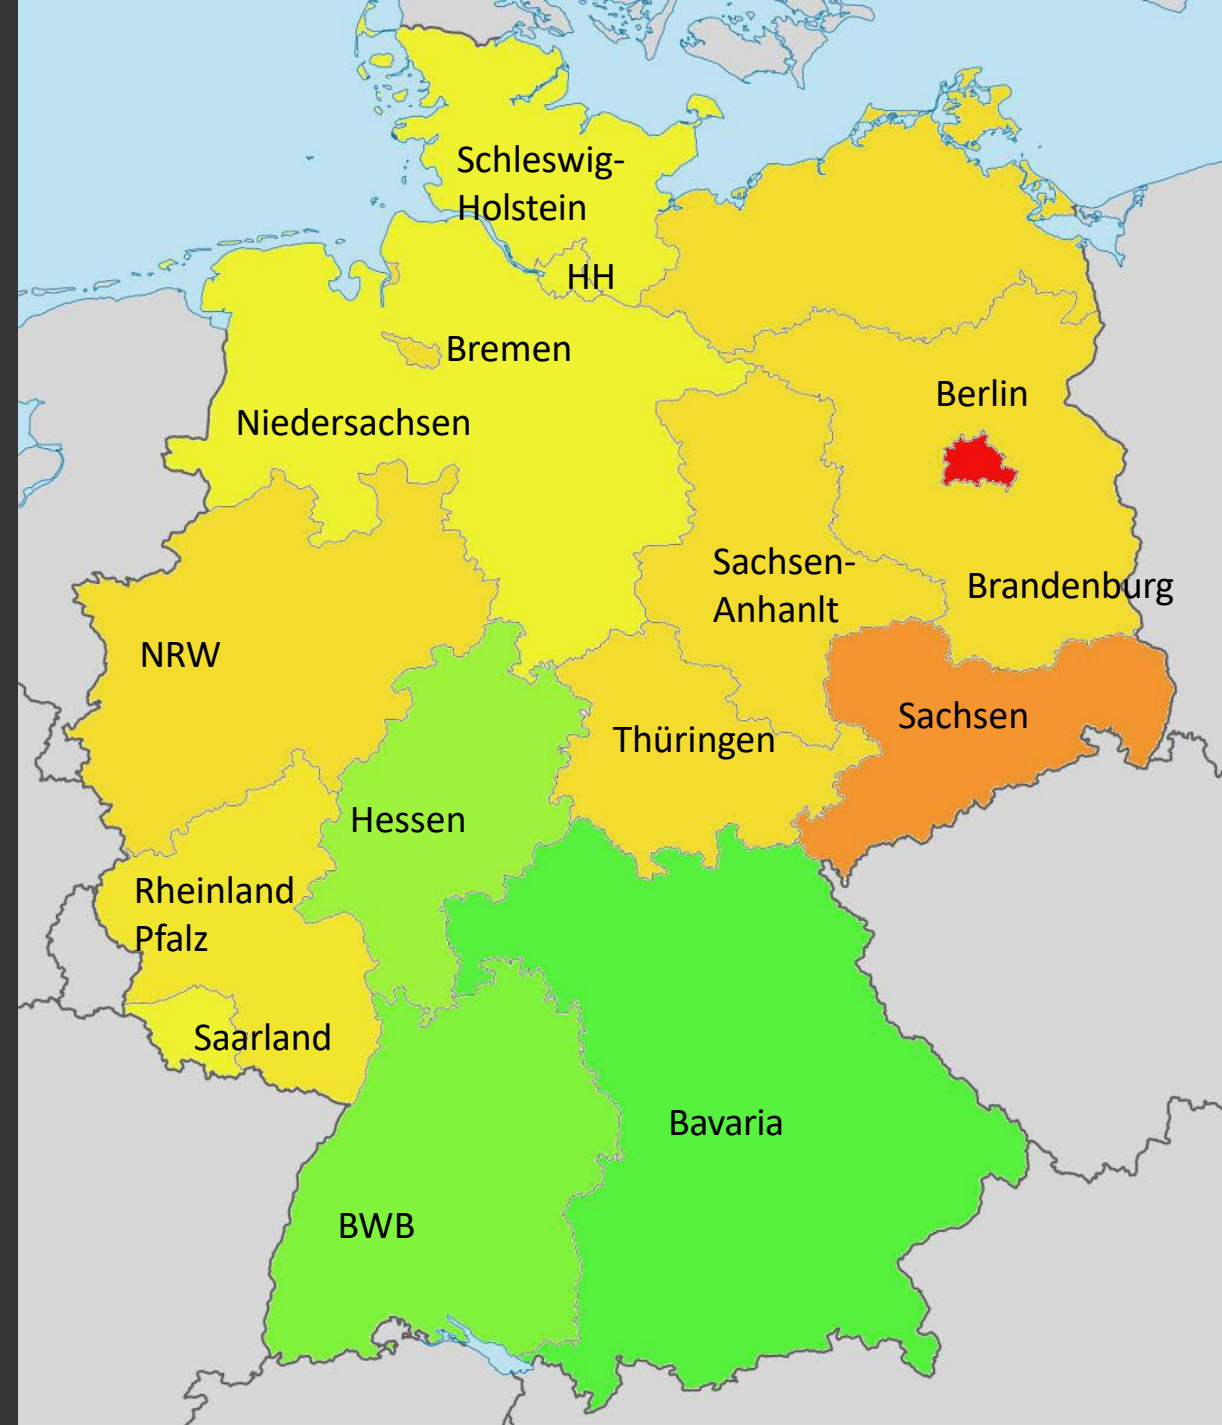 Schleswig-
Holstein
HH
Bremen
Berlin
Niedersachsen
Sachsen-
Anhanlt
Brandenburg
NRW
Sachsen
Thüringen
Hessen
Rheinland
Pfalz
Saarland
Bavaria
BWB